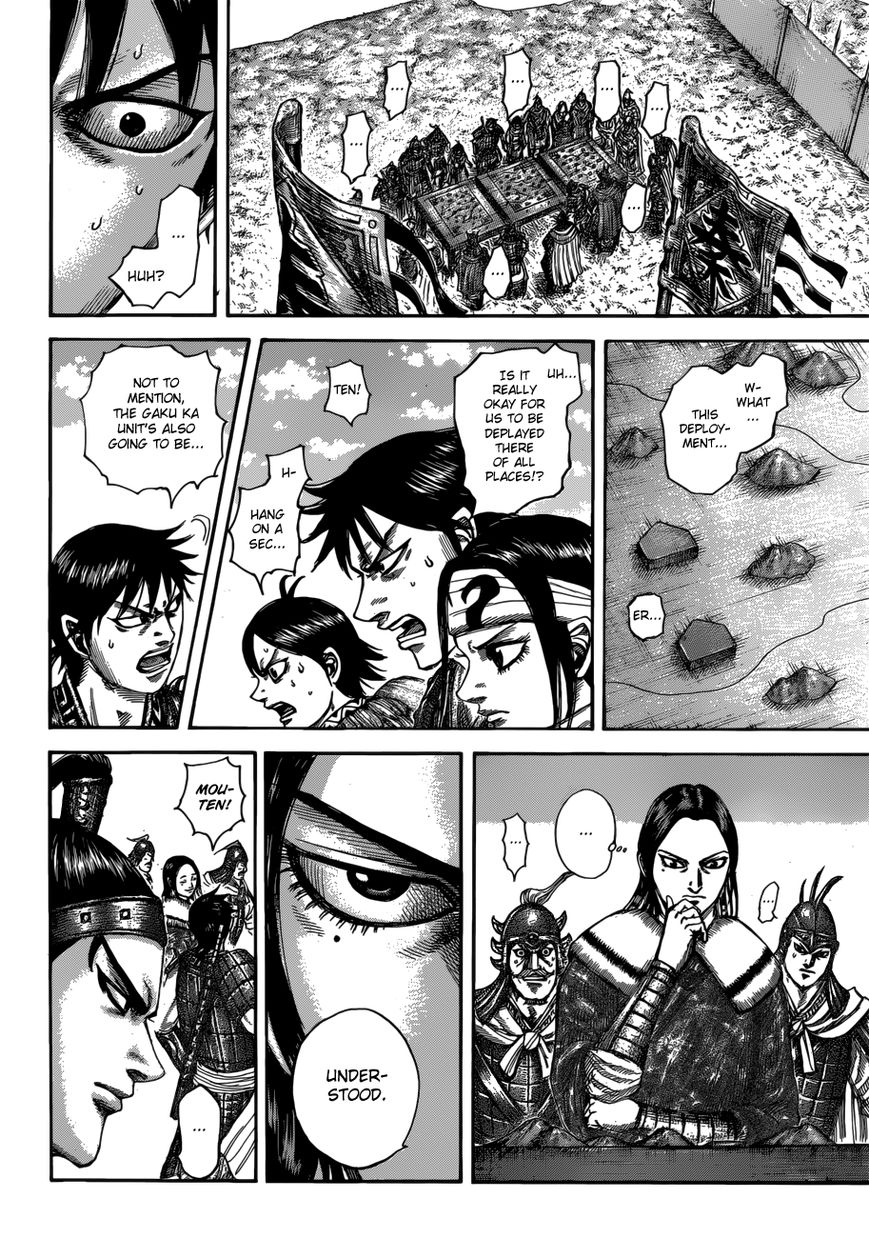 ...
...
...
...
...
...
...
...
HUH?
W-
WHAT
...
THIS
DEPLOY-
MENT...
ER...
UH...
IS IT
REALLY
OKAY FOR
US TO BE
DEPLAYED
THERE
OF ALL
PLACES!?
TEN!
H-
HANG
ON A
SEC...
NOT TO
MENTION,
THE GAKU KA
UNIT'S ALSO
GOING TO BE...
...
...
...
UNDER-
STOOD.
MOU-
TEN!
...